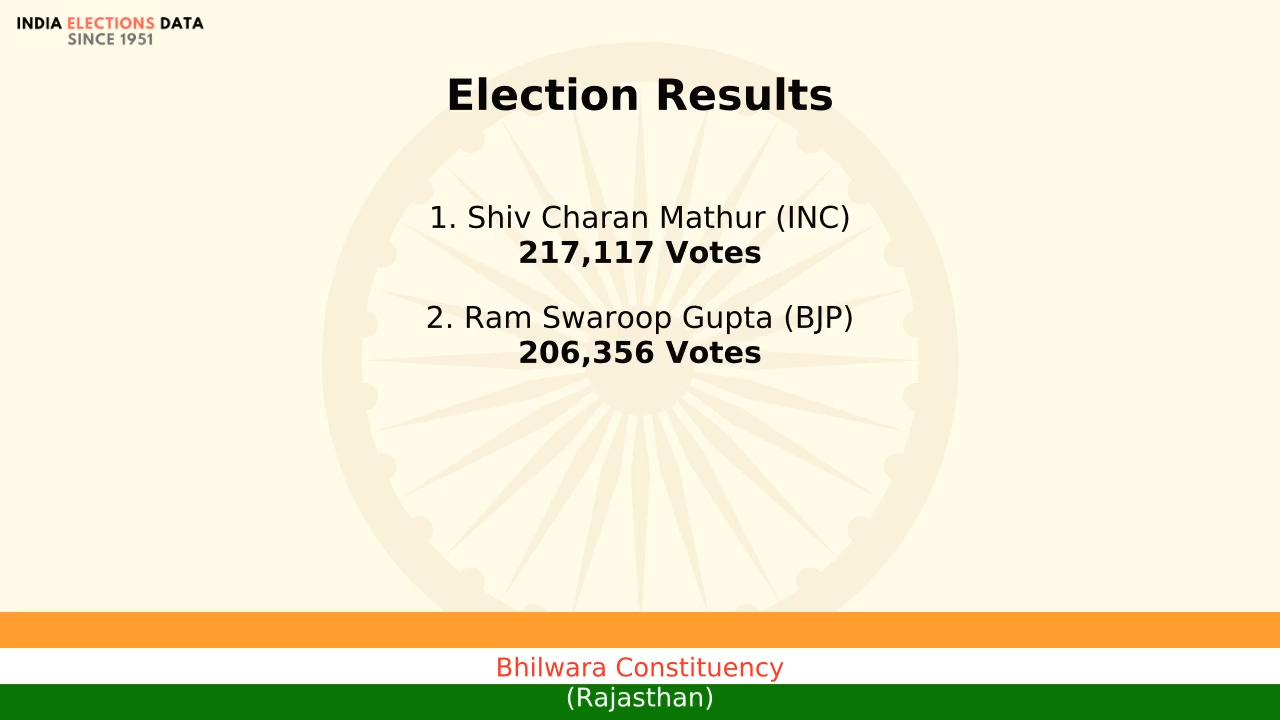 INDIA ELECTIONS DATA
SINCE 1951
Election Results
1. Shiv Charan Mathur (INC)
217,117 Votes
2. Ram Swaroop Gupta (BJP)
206,356 Votes
Bhilwara Constituency
(Rajasthan)